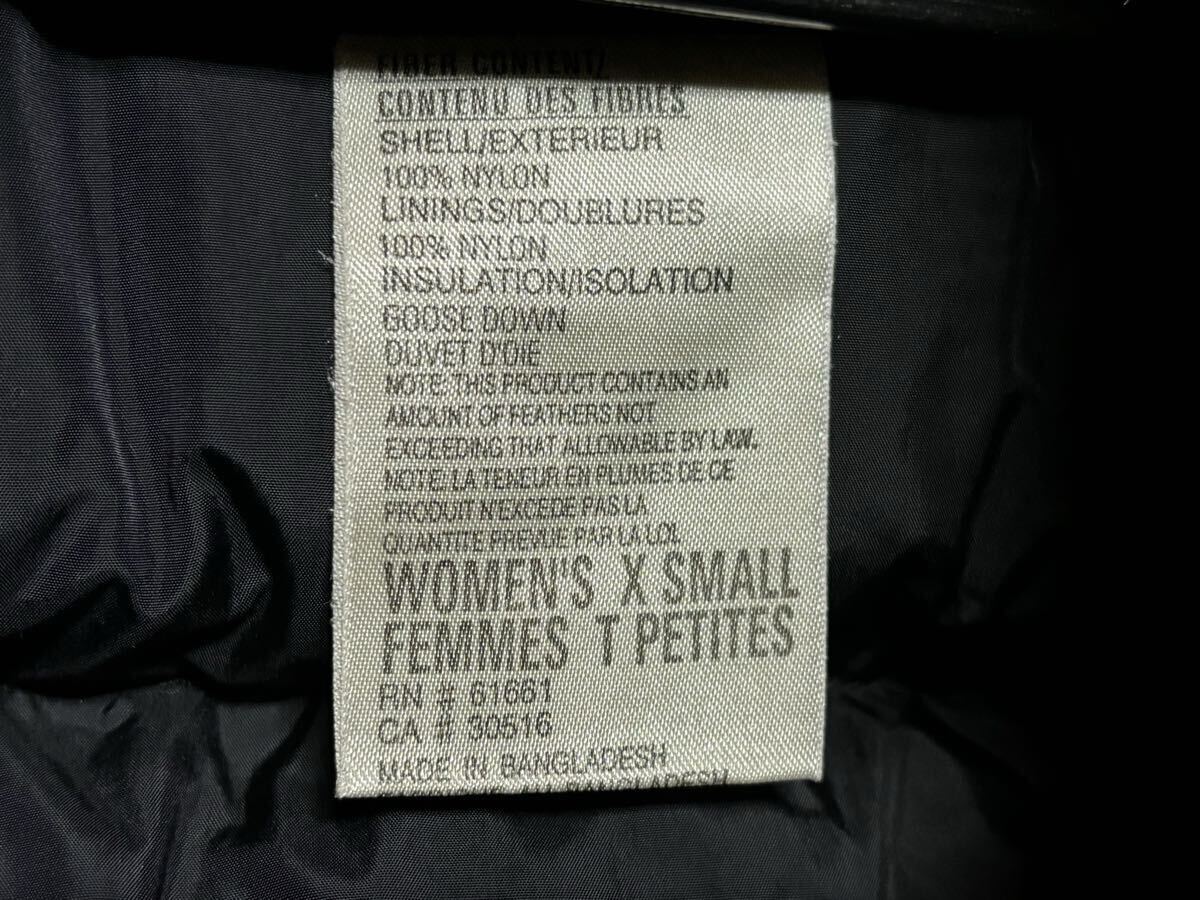 FIBER CONTENT/
CONTENU DES FIBRES
SHELL/EXTERIEUR
100% NYLON
LININGS/DOUBLURES
100% NYLON
INSULATION/ISOLATION
GOOSE DOWN
DUVET D'OIE
NOTE: THIS PRODUCT CONTAINS AN
AMOUNT OF FEATHERS NOT
EXCEEDING THAT ALLOWABLE BY LAW.
NOTE: LA TENEUR EN PLUMES DE CE
PRODUIT N'EXCEDE PAS LA
QUANTITE PREVUE PAR LA LOI.
WOMEN'S X SMALL
FEMMES T PETITES
RN # 61661
CA # 30516
MADE IN BANGLADESH
BANGLADESH